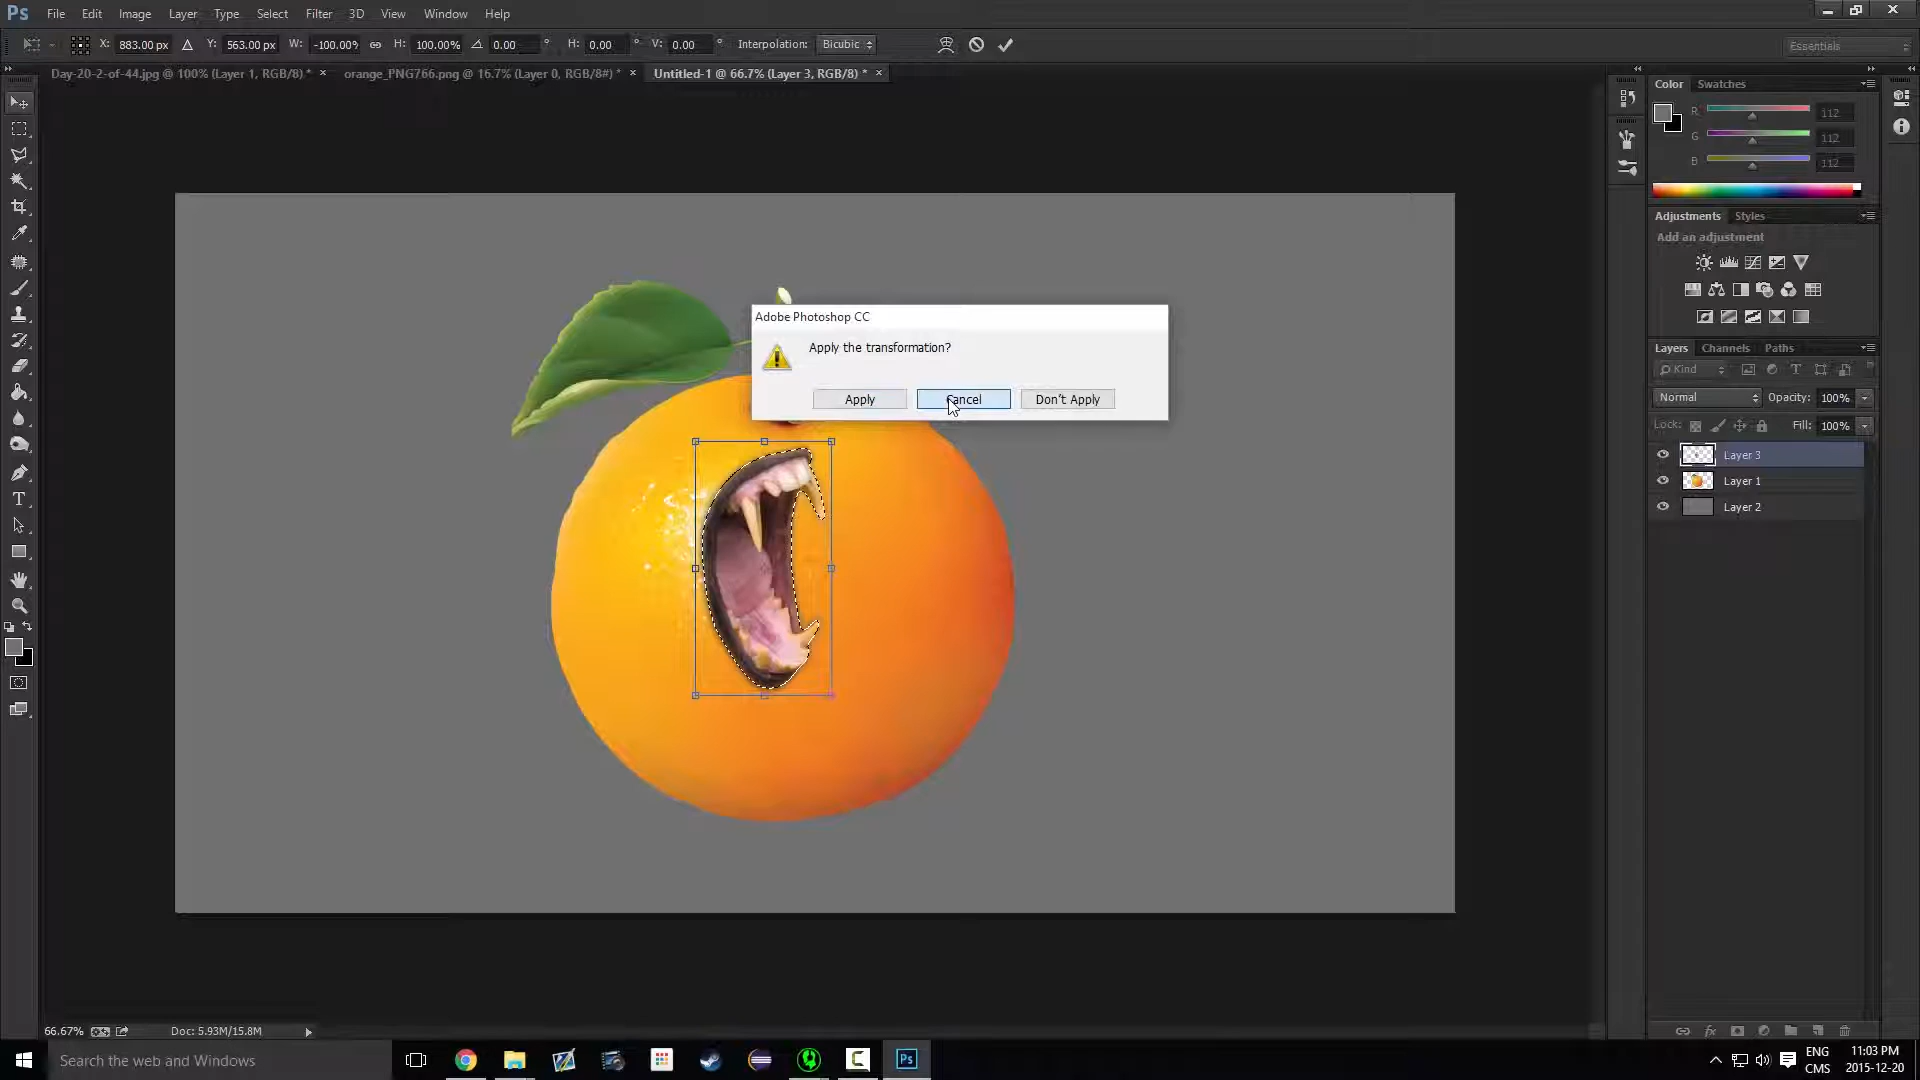 Ps File Edit Image Layer Type Select Filter 3D View Window Help
X: 883.00 px Y: 563.00 px W: -100.00% H: 100.00% 0.00 ° H: 0.00 ° V: 0.00 ° Interpolation: Bicubic Essentials
Day-20-2-of-44.jpg @ 100% (Layer 1, RGB/8) * × orange_PNG766.png @ 16.7% (Layer 0, RGB/8#) * × Untitled-1 @ 66.7% (Layer 3, RGB/8) * ×
Color Swatches
R 112
G 112
B 112
Adjustments Styles
Add an adjustment
Adobe Photoshop CC
Apply the transformation?
Apply Cancel Don't Apply
Layers Channels Paths
Kind
Normal Opacity: 100%
Lock: Fill: 100%
Layer 3
Layer 1
Layer 2
T
66.67% Doc: 5.93M/15.8M
Search the web and Windows
C Ps
ENG 11:03 PM
CMS 2015-12-20